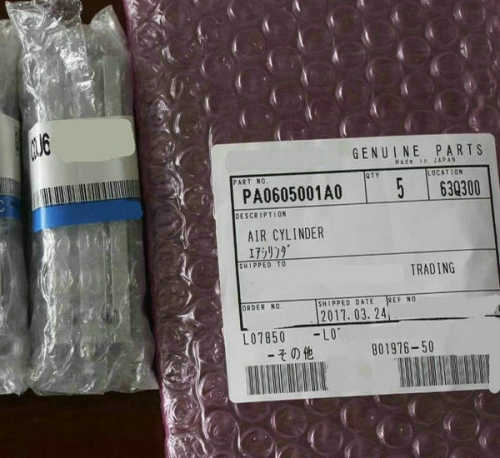 GENUINE PARTS
Made in JAPAN
PART NO. QTY LOCATION
PA0605001A0 5 63Q300
DESCRIPTION
AIR CYLINDER
ｴｱｼﾘﾝﾀﾞ
SHIPPED TO
TRADING
ORDER NO. SHIPPED DATE REF NO
2017.03.24
L07850 -L0
-その他 801976-50